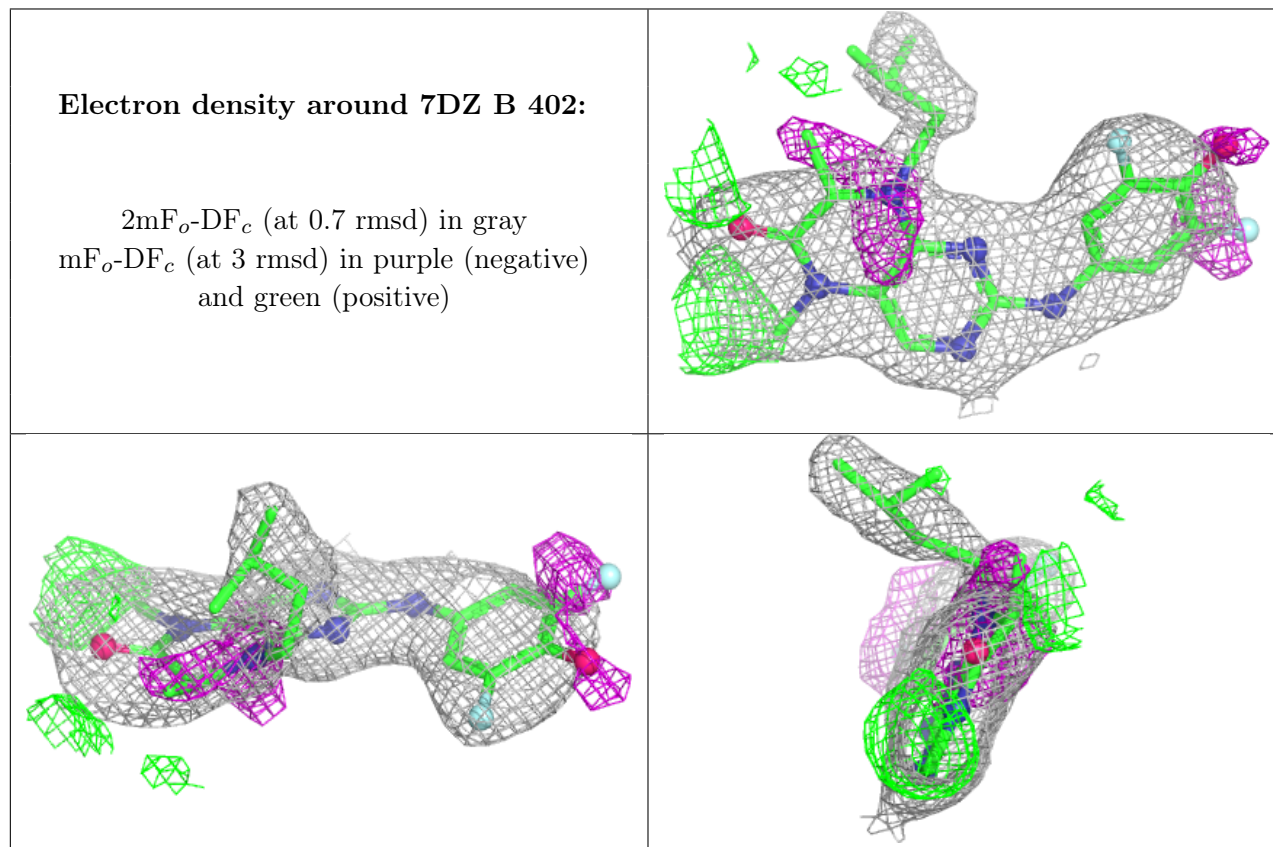 Electron density around 7DZ B 402:
2mFo-DFc (at 0.7 rmsd) in gray
mFo-DFc (at 3 rmsd) in purple (negative)
and green (positive)